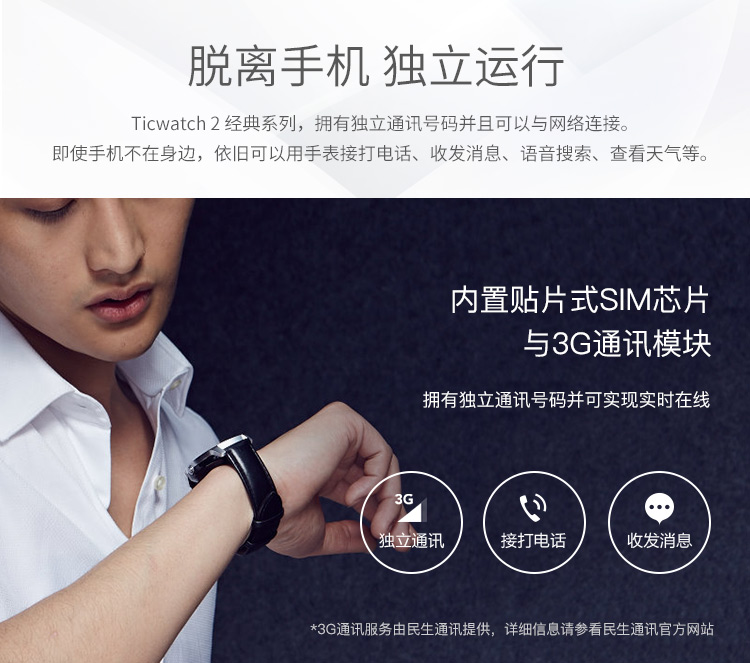 脱离手机 独立运行
Ticwatch 2 经典系列，拥有独立通讯号码并且可以与网络连接。
即使手机不在身边，依旧可以用手表接打电话、收发消息、语音搜索、查看天气等。
内置贴片式SIM芯片
与3G通讯模块
拥有独立通讯号码并可实现实时在线
3G
独立通讯
接打电话
收发消息
*3G通讯服务由民生通讯提供，详细信息请参看民生通讯官方网站